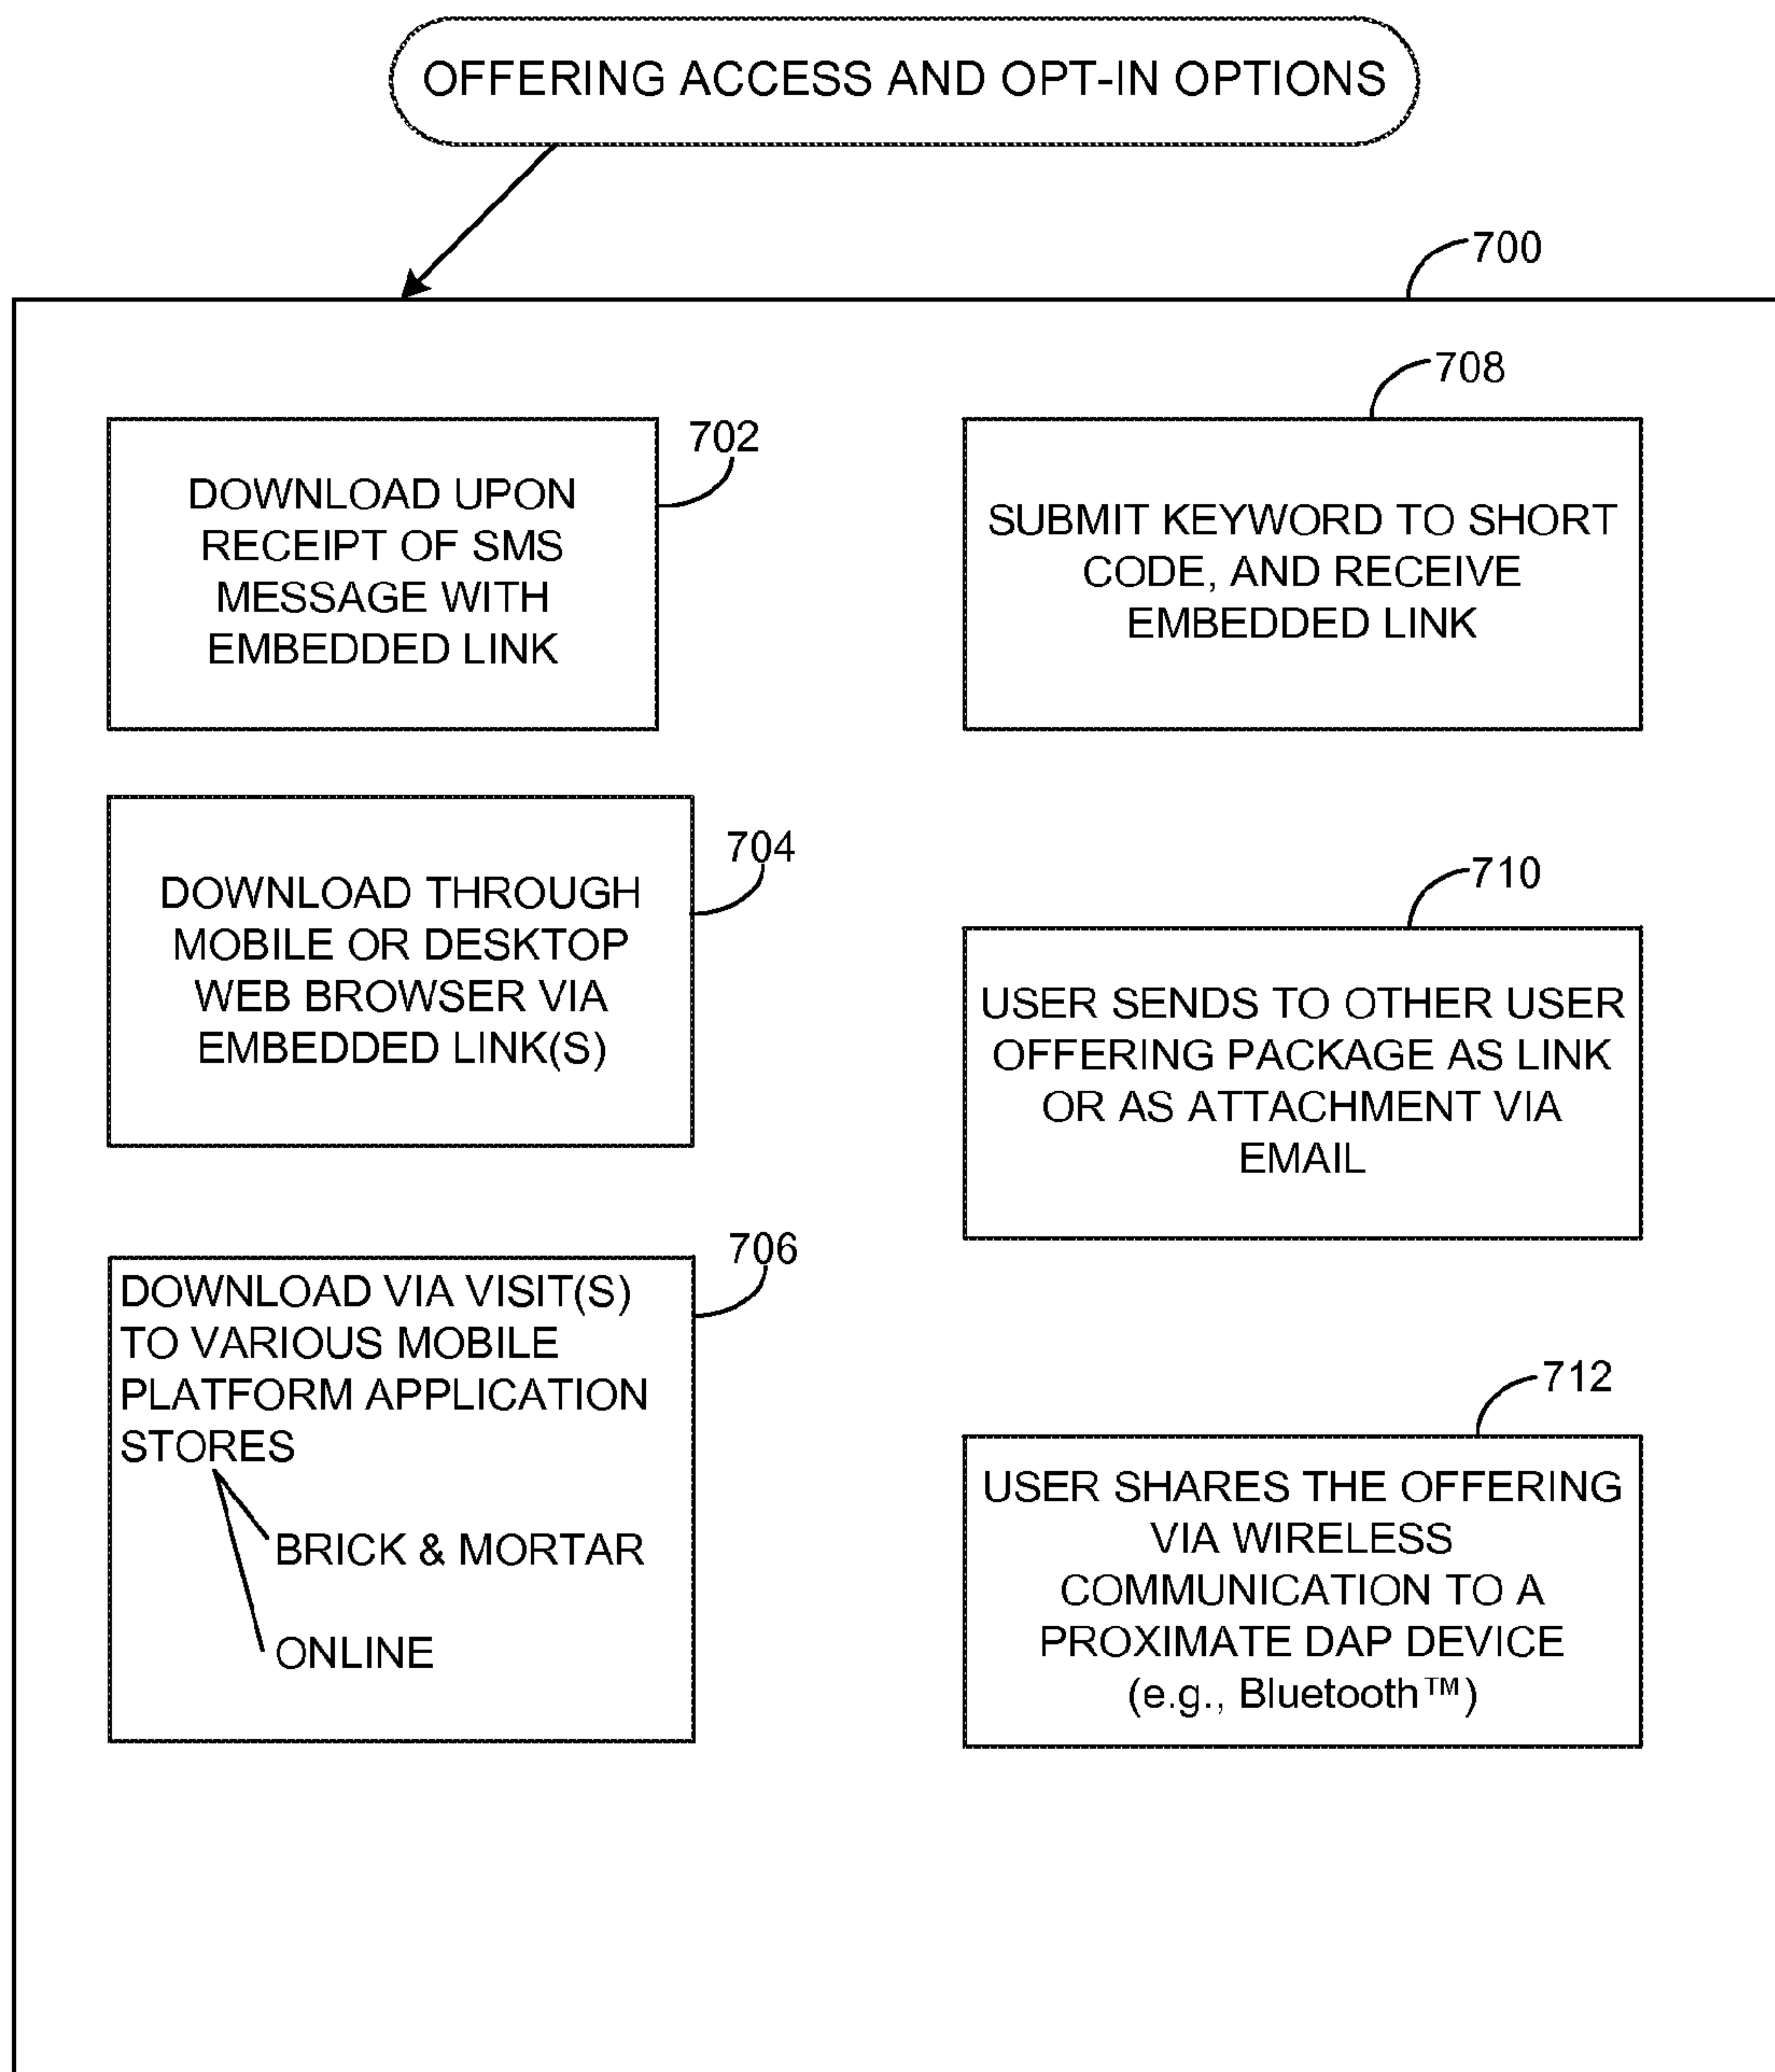 OFFERING ACCESS AND OPT-IN OPTIONS
700
702
DOWNLOAD UPON
RECEIPT OF SMS
MESSAGE WITH
EMBEDDED LINK
704
DOWNLOAD THROUGH
MOBILE OR DESKTOP
WEB BROWSER VIA
EMBEDDED LINK(S)
706
DOWNLOAD VIA VISIT(S)
TO VARIOUS MOBILE
PLATFORM APPLICATION
STORES
BRICK & MORTAR
ONLINE
708
SUBMIT KEYWORD TO SHORT
CODE, AND RECEIVE
EMBEDDED LINK
710
USER SENDS TO OTHER USER
OFFERING PACKAGE AS LINK
OR AS ATTACHMENT VIA
EMAIL
712
USER SHARES THE OFFERING
VIA WIRELESS
COMMUNICATION TO A
PROXIMATE DAP DEVICE
(e.g., Bluetooth™)